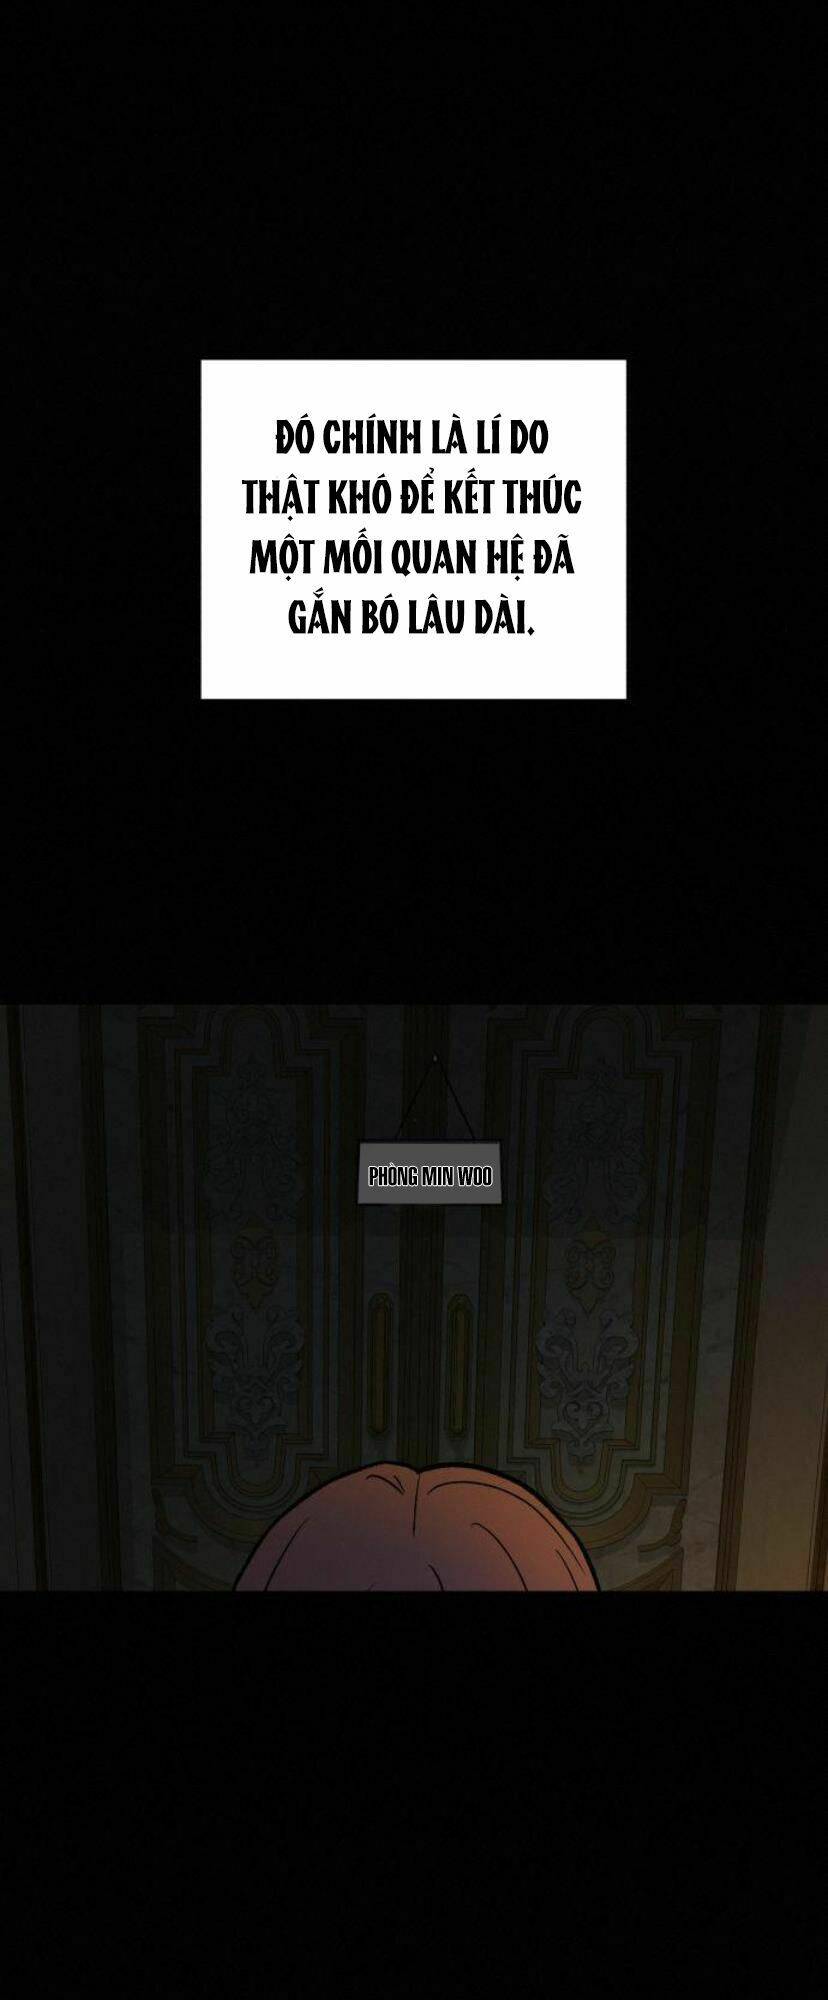 ĐÓ CHÍNH LÀ LÍ DO
THẬT KHÓ ĐỂ KẾT THÚC
MỘT MỐI QUAN HỆ ĐÃ
GẮN BÓ LÂU DÀI.
PHÒNG MIN WOO